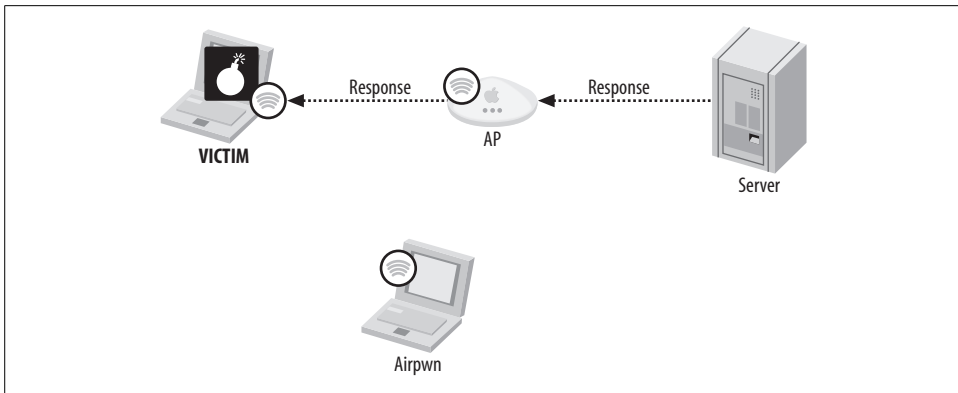 Response
Response
AP
VICTIM
Server
Airpwn